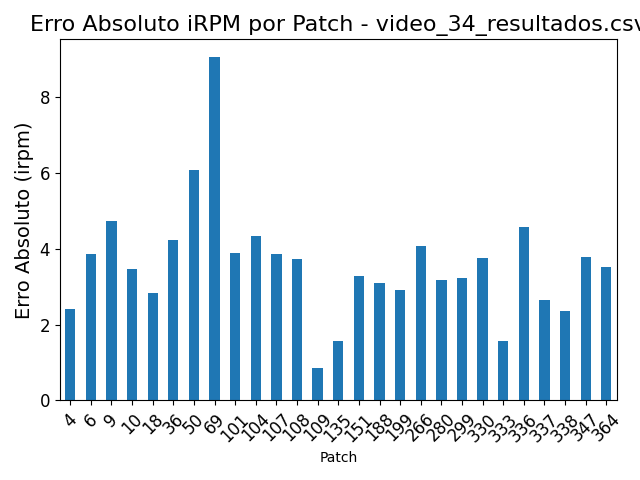 Erro Absoluto iRPM por Patch - video_34_resultados.csv
Erro Absoluto (irpm)
8
6
4
2
0
4 6 9 10 18 36 50 69 101 104 107 108 109 135 151 188 199 266 280 299 330 333 336 337 338 347 364
Patch